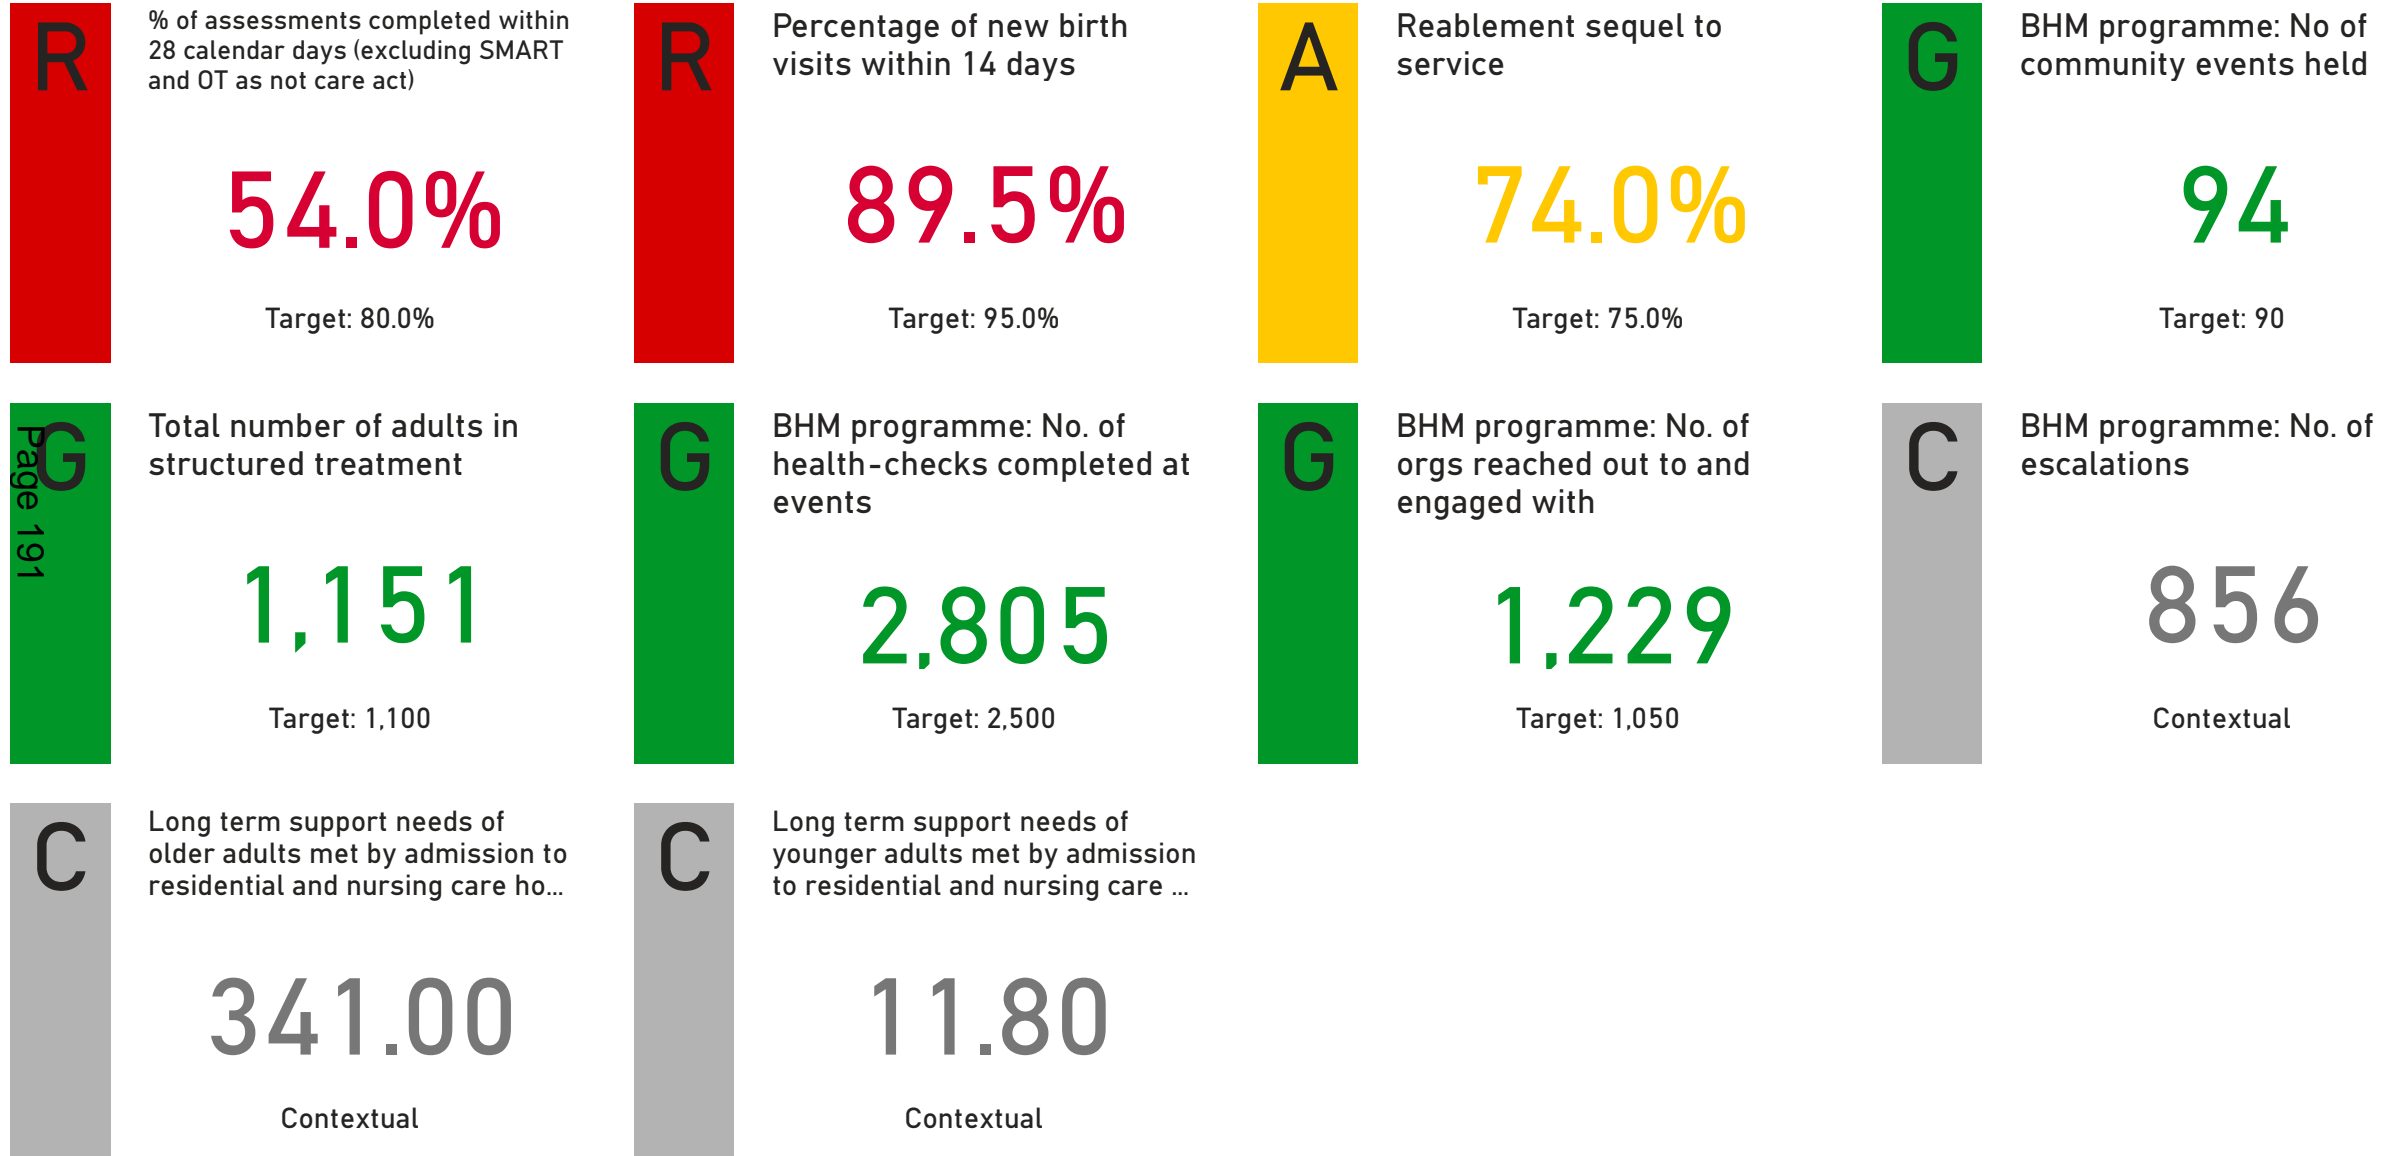 R
% of assessments completed within
28 calendar days (excluding SMART
and OT as not care act)
54.0%
Target: 80.0%
R
Percentage of new birth
visits within 14 days
89.5%
Target: 95.0%
A
Reablement sequel to
service
74.0%
Target: 75.0%
G
BHM programme: No of
community events held
94
Target: 90
G
Page 191
Total number of adults in
structured treatment
1,151
Target: 1,100
G
BHM programme: No. of
health-checks completed at
events
2,805
Target: 2,500
G
BHM programme: No. of
orgs reached out to and
engaged with
1,229
Target: 1,050
C
BHM programme: No. of
escalations
856
Contextual
C
Long term support needs of
older adults met by admission to
residential and nursing care ho...
341.00
Contextual
C
Long term support needs of
younger adults met by admission
to residential and nursing care ...
11.80
Contextual